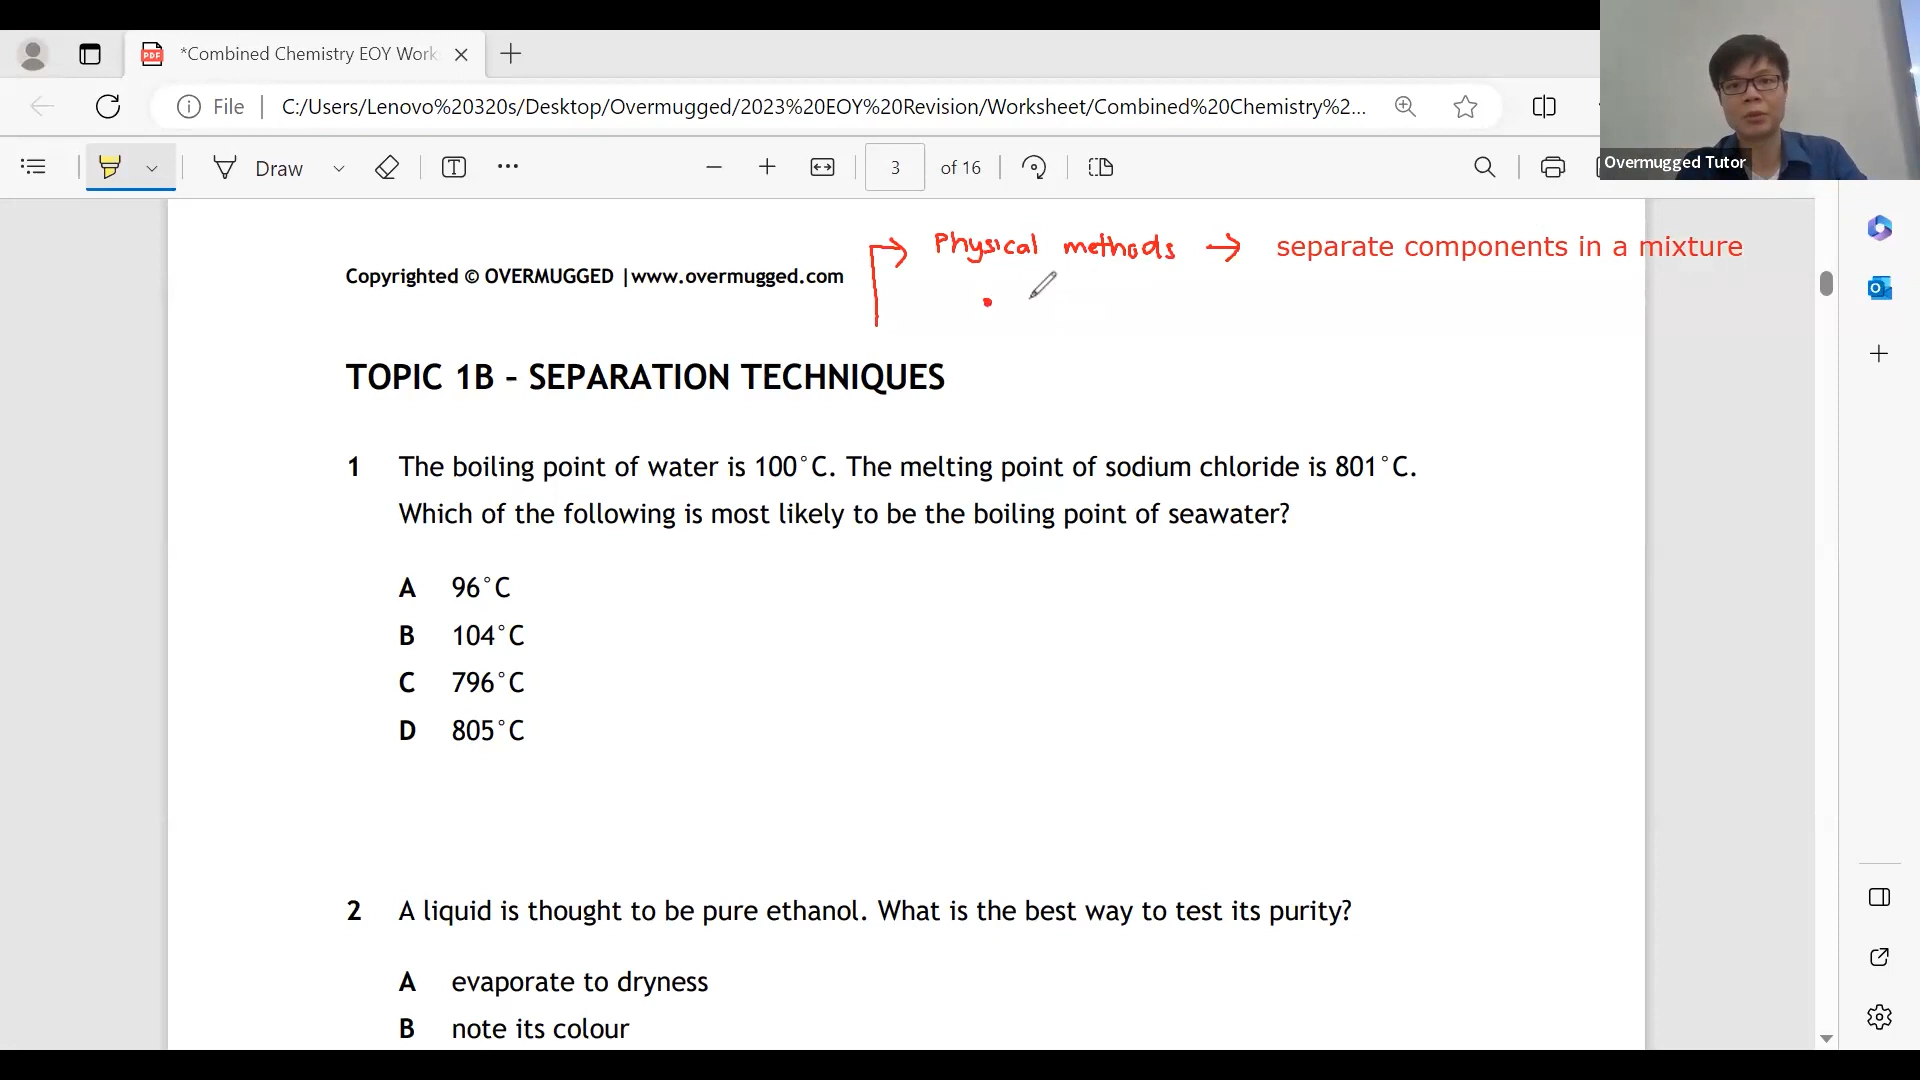 *Combined Chemistry EOY Work
File
C:/Users/Lenovo%20320s/Desktop/Overmugged/2023%20EOY%20Revision/Worksheet/Combined%20Chemistry%2...
Overmugged Tutor
Draw
3 of 16
Physical methods → separate components in a mixture
Copyrighted © OVERMUGGED |www.overmugged.com
TOPIC 1B – SEPARATION TECHNIQUES
1 The boiling point of water is 100°C. The melting point of sodium chloride is 801°C.
Which of the following is most likely to be the boiling point of seawater?
A 96°C
B 104°C
C 796°C
D 805°C
2 A liquid is thought to be pure ethanol. What is the best way to test its purity?
A evaporate to dryness
B note its colour